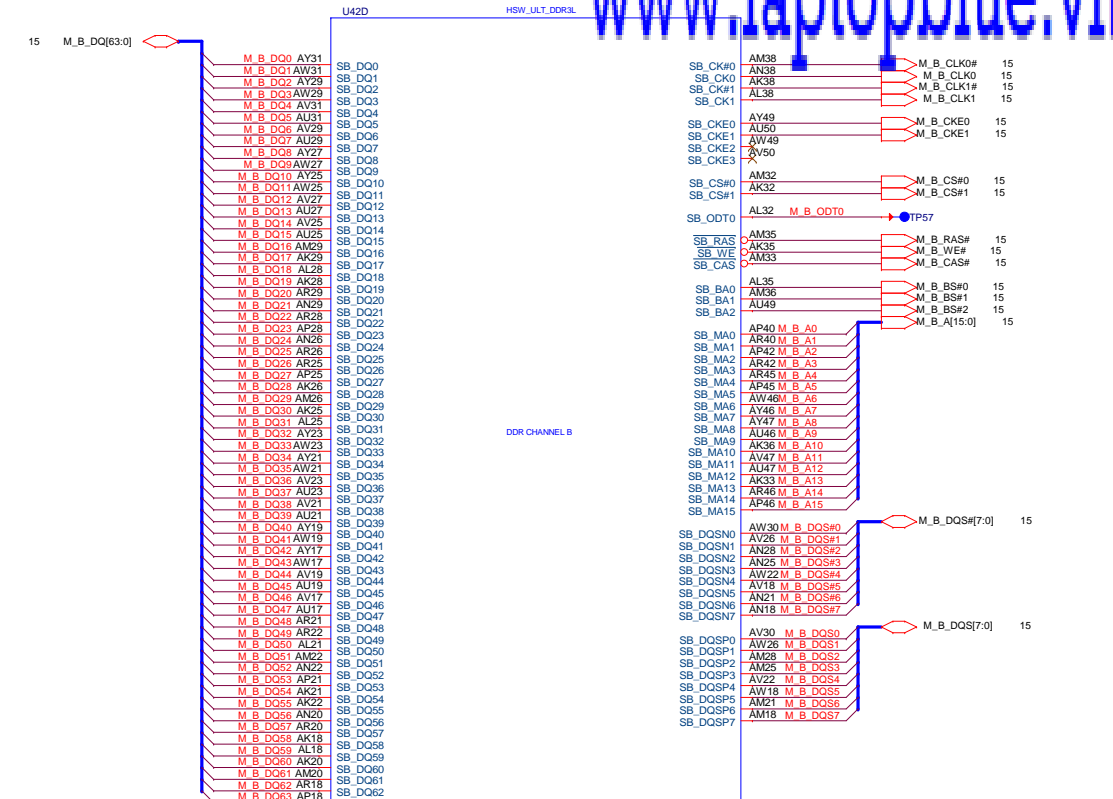 www.laptopblue.vn
U42D HSW_ULT_DDR3L
15 M_B_DQ[63:0]
M_B_DQ0 AY31 SB_DQ0
M_B_DQ1 AW31 SB_DQ1
M_B_DQ2 AY29 SB_DQ2
M_B_DQ3 AW29 SB_DQ3
M_B_DQ4 AV31 SB_DQ4
M_B_DQ5 AU31 SB_DQ5
M_B_DQ6 AV29 SB_DQ6
M_B_DQ7 AU29 SB_DQ7
M_B_DQ8 AY27 SB_DQ8
M_B_DQ9 AW27 SB_DQ9
M_B_DQ10 AY25 SB_DQ10
M_B_DQ11 AW25 SB_DQ11
M_B_DQ12 AV27 SB_DQ12
M_B_DQ13 AU27 SB_DQ13
M_B_DQ14 AV25 SB_DQ14
M_B_DQ15 AU25 SB_DQ15
M_B_DQ16 AM29 SB_DQ16
M_B_DQ17 AK29 SB_DQ17
M_B_DQ18 AL28 SB_DQ18
M_B_DQ19 AK28 SB_DQ19
M_B_DQ20 AR29 SB_DQ20
M_B_DQ21 AN29 SB_DQ21
M_B_DQ22 AR28 SB_DQ22
M_B_DQ23 AP28 SB_DQ23
M_B_DQ24 AN26 SB_DQ24
M_B_DQ25 AR26 SB_DQ25
M_B_DQ26 AR25 SB_DQ26
M_B_DQ27 AP25 SB_DQ27
M_B_DQ28 AK26 SB_DQ28
M_B_DQ29 AM26 SB_DQ29
M_B_DQ30 AK25 SB_DQ30
M_B_DQ31 AL25 SB_DQ31
M_B_DQ32 AY23 SB_DQ32
M_B_DQ33 AW23 SB_DQ33
M_B_DQ34 AY21 SB_DQ34
M_B_DQ35 AW21 SB_DQ35
M_B_DQ36 AV23 SB_DQ36
M_B_DQ37 AU23 SB_DQ37
M_B_DQ38 AV21 SB_DQ38
M_B_DQ39 AU21 SB_DQ39
M_B_DQ40 AY19 SB_DQ40
M_B_DQ41 AW19 SB_DQ41
M_B_DQ42 AY17 SB_DQ42
M_B_DQ43 AW17 SB_DQ43
M_B_DQ44 AV19 SB_DQ44
M_B_DQ45 AU19 SB_DQ45
M_B_DQ46 AV17 SB_DQ46
M_B_DQ47 AU17 SB_DQ47
M_B_DQ48 AR21 SB_DQ48
M_B_DQ49 AR22 SB_DQ49
M_B_DQ50 AL21 SB_DQ50
M_B_DQ51 AM22 SB_DQ51
M_B_DQ52 AN22 SB_DQ52
M_B_DQ53 AP21 SB_DQ53
M_B_DQ54 AK21 SB_DQ54
M_B_DQ55 AK22 SB_DQ55
M_B_DQ56 AN20 SB_DQ56
M_B_DQ57 AR20 SB_DQ57
M_B_DQ58 AK18 SB_DQ58
M_B_DQ59 AL18 SB_DQ59
M_B_DQ60 AK20 SB_DQ60
M_B_DQ61 AM20 SB_DQ61
M_B_DQ62 AR18 SB_DQ62
M_B_DQ63 AP18
DDR CHANNEL B
SB_CK#0 AM38 M_B_CLK0# 15
SB_CK0 AN38 M_B_CLK0 15
SB_CK#1 AK38 M_B_CLK1# 15
SB_CK1 AL38 M_B_CLK1 15
SB_CKE0 AY49 M_B_CKE0 15
SB_CKE1 AU50 M_B_CKE1 15
SB_CKE2 AW49
SB_CKE3 AV50
SB_CS#0 AM32 M_B_CS#0 15
SB_CS#1 AK32 M_B_CS#1 15
SB_ODT0 AL32 M_B_ODT0 TP57
SB_RAS AM35 M_B_RAS# 15
SB_WE AK35 M_B_WE# 15
SB_CAS AM33 M_B_CAS# 15
SB_BA0 AL35 M_B_BS#0 15
SB_BA1 AM36 M_B_BS#1 15
SB_BA2 AU49 M_B_BS#2 15
M_B_A[15:0] 15
SB_MA0 AP40 M_B_A0
SB_MA1 AR40 M_B_A1
SB_MA2 AP42 M_B_A2
SB_MA3 AR42 M_B_A3
SB_MA4 AR45 M_B_A4
SB_MA5 AP45 M_B_A5
SB_MA6 AW46 M_B_A6
SB_MA7 AY46 M_B_A7
SB_MA8 AY47 M_B_A8
SB_MA9 AU46 M_B_A9
SB_MA10 AK36 M_B_A10
SB_MA11 AV47 M_B_A11
SB_MA12 AU47 M_B_A12
SB_MA13 AK33 M_B_A13
SB_MA14 AR46 M_B_A14
SB_MA15 AP46 M_B_A15
M_B_DQS#[7:0] 15
SB_DQSN0 AW30 M_B_DQS#0
SB_DQSN1 AV26 M_B_DQS#1
SB_DQSN2 AN28 M_B_DQS#2
SB_DQSN3 AN25 M_B_DQS#3
SB_DQSN4 AW22 M_B_DQS#4
SB_DQSN5 AV18 M_B_DQS#5
SB_DQSN6 AN21 M_B_DQS#6
SB_DQSN7 AN18 M_B_DQS#7
M_B_DQS[7:0] 15
SB_DQSP0 AV30 M_B_DQS0
SB_DQSP1 AW26 M_B_DQS1
SB_DQSP2 AM28 M_B_DQS2
SB_DQSP3 AM25 M_B_DQS3
SB_DQSP4 AV22 M_B_DQS4
SB_DQSP5 AW18 M_B_DQS5
SB_DQSP6 AM21 M_B_DQS6
SB_DQSP7 AM18 M_B_DQS7